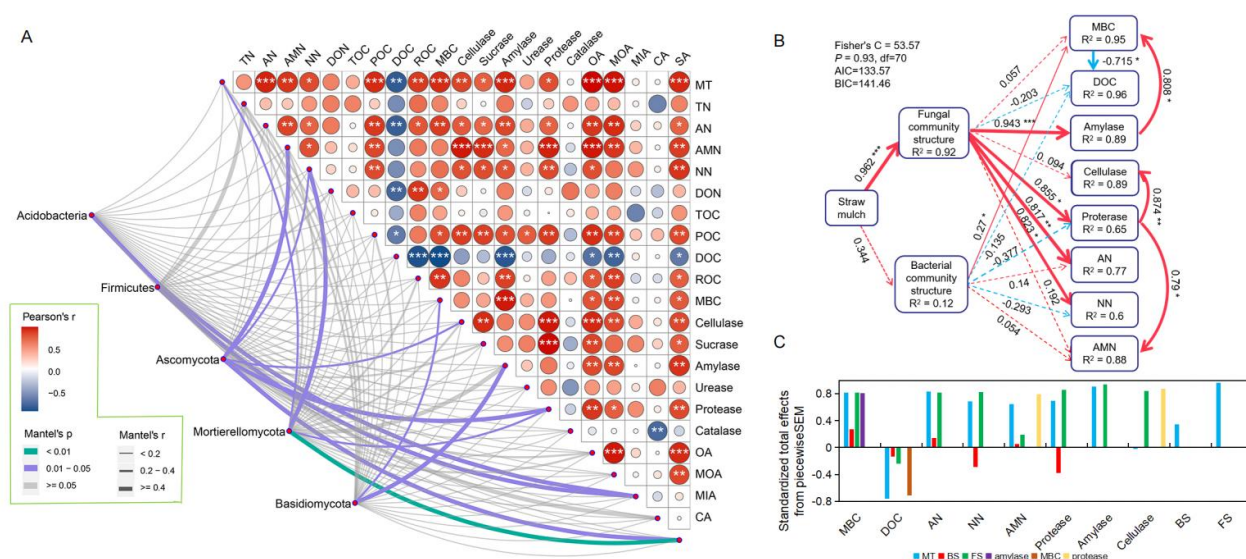 A
TN AN AMN NN DON TOC POC DOC ROC MBC Cellulase Sucrase Amylase Urease Protease Catalase OA MOA MIA CA SA
*** ** * ** ** * *** * ** *** * *** *** ***
MT
TN
** * ** ** * *** * ** * ** ** *
AN
* *** *** * *** *** ** **
AMN
** * * * * ** ** **
NN
** ** *
DON
TOC
* * ** ** * ** * ** ** **
POC
*** *** ** * ** *
DOC
** ** ** ** *
ROC
*** * ** *
MBC
** *** *** ** **
Cellulase
*** ** ** *
Sucrase
** ** **
Amylase
Urease
** * **
Protease
**
Catalase
*** ***
OA
**
MOA
MIA
CA
Acidobacteria
Firmicutes
Ascomycota
Mortierellomycota
Basidiomycota
Pearson's r
0.5
0
−0.5
Mantel's p
< 0.01
0.01 − 0.05
>= 0.05
Mantel's r
< 0.2
0.2 − 0.4
>= 0.4
B
Fisher's C = 53.57
P = 0.93, df=70
AIC=133.57
BIC=141.46
Straw
mulch
Fungal
community
structure
R² = 0.92
Bacterial
community
structure
R² = 0.12
MBC
R² = 0.95
DOC
R² = 0.96
Amylase
R² = 0.89
Cellulase
R² = 0.89
Proterase
R² = 0.65
AN
R² = 0.77
NN
R² = 0.6
AMN
R² = 0.88
0.962 ***
0.344
0.057
-0.203
0.943 ***
0.094
0.855 *
0.817 **
0.823 *
0.192
0.27 *
-0.135
-0.377
0.14
-0.293
0.054
-0.715 *
0.808 *
0.874 **
0.79 *
C
Standardized total effects
from piecewiseSEM
0.8
0.4
0
-0.4
-0.8
MBC DOC AN NN AMN Protease Amylase Cellulase BS FS
MT BS FS amylase MBC protease